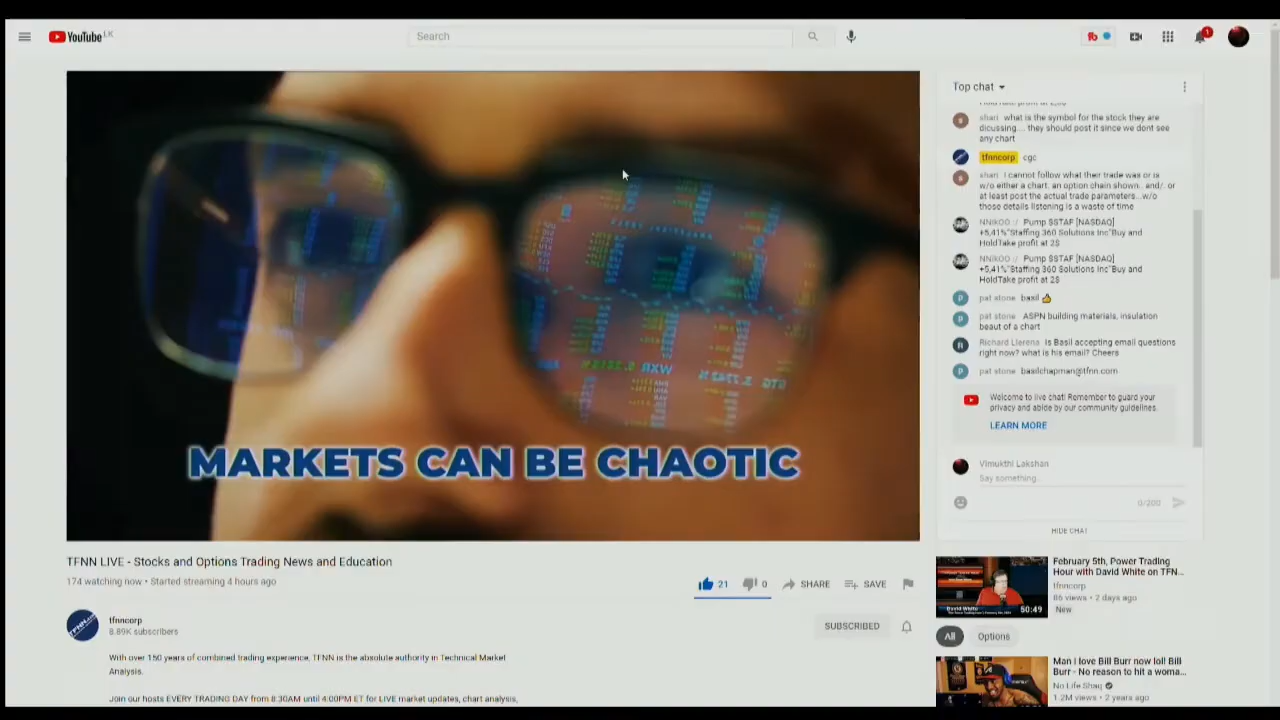 YouTube LK
Search
1
Top chat
shari what is the symbol for the stock they are
dicussing.... they should post it since we dont see
any chart
tfnncorp cgc
shari I cannot follow what their trade was or is
w/o either a chart. an option chain shown.. and/. or
at least post the actual trade parameters...w/o
those details listening is a waste of time
NNIKOO :/ Pump $STAF [NASDAQ]
+5,41%"Staffing 360 Solutions Inc"Buy and
HoldTake profit at 2$
NNIKOO :/ Pump $STAF [NASDAQ]
+5,41%"Staffing 360 Solutions Inc"Buy and
HoldTake profit at 2$
pat stone basil 👍
pat stone ASPN building materials, insulation
beaut of a chart
Richard Llerena Is Basil accepting email questions
right now? what is his email? Cheers
pat stone basilchapman@tfnn.com
Welcome to live chat! Remember to guard your
privacy and abide by our community guidelines.
LEARN MORE
Vimukthi Lakshan
Say something...
0/200
HIDE CHAT
MARKETS CAN BE CHAOTIC
TFNN LIVE - Stocks and Options Trading News and Education
174 watching now • Started streaming 4 hours ago
21 0 SHARE SAVE
tfnncorp
8.89K subscribers
SUBSCRIBED
With over 150 years of combined trading experience, TFNN is the absolute authority in Technical Market
Analysis.
Join our hosts EVERY TRADING DAY from 8:30AM until 4:00PM ET for LIVE market updates, chart analysis,
February 5th, Power Trading
Hour with David White on TFN...
tfnncorp
86 views • 2 days ago
New
David White
50:49
All Options
Man I love Bill Burr now lol! Bill
Burr - No reason to hit a woma...
No Life Shaq
1.2M views • 2 years ago